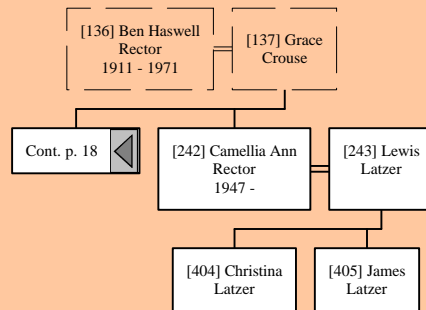 [136] Ben Haswell
Rector
1911 - 1971
[137] Grace
Crouse
Cont. p. 18
[242] Camellia Ann
Rector
1947 -
[243] Lewis
Latzer
[404] Christina
Latzer
[405] James
Latzer